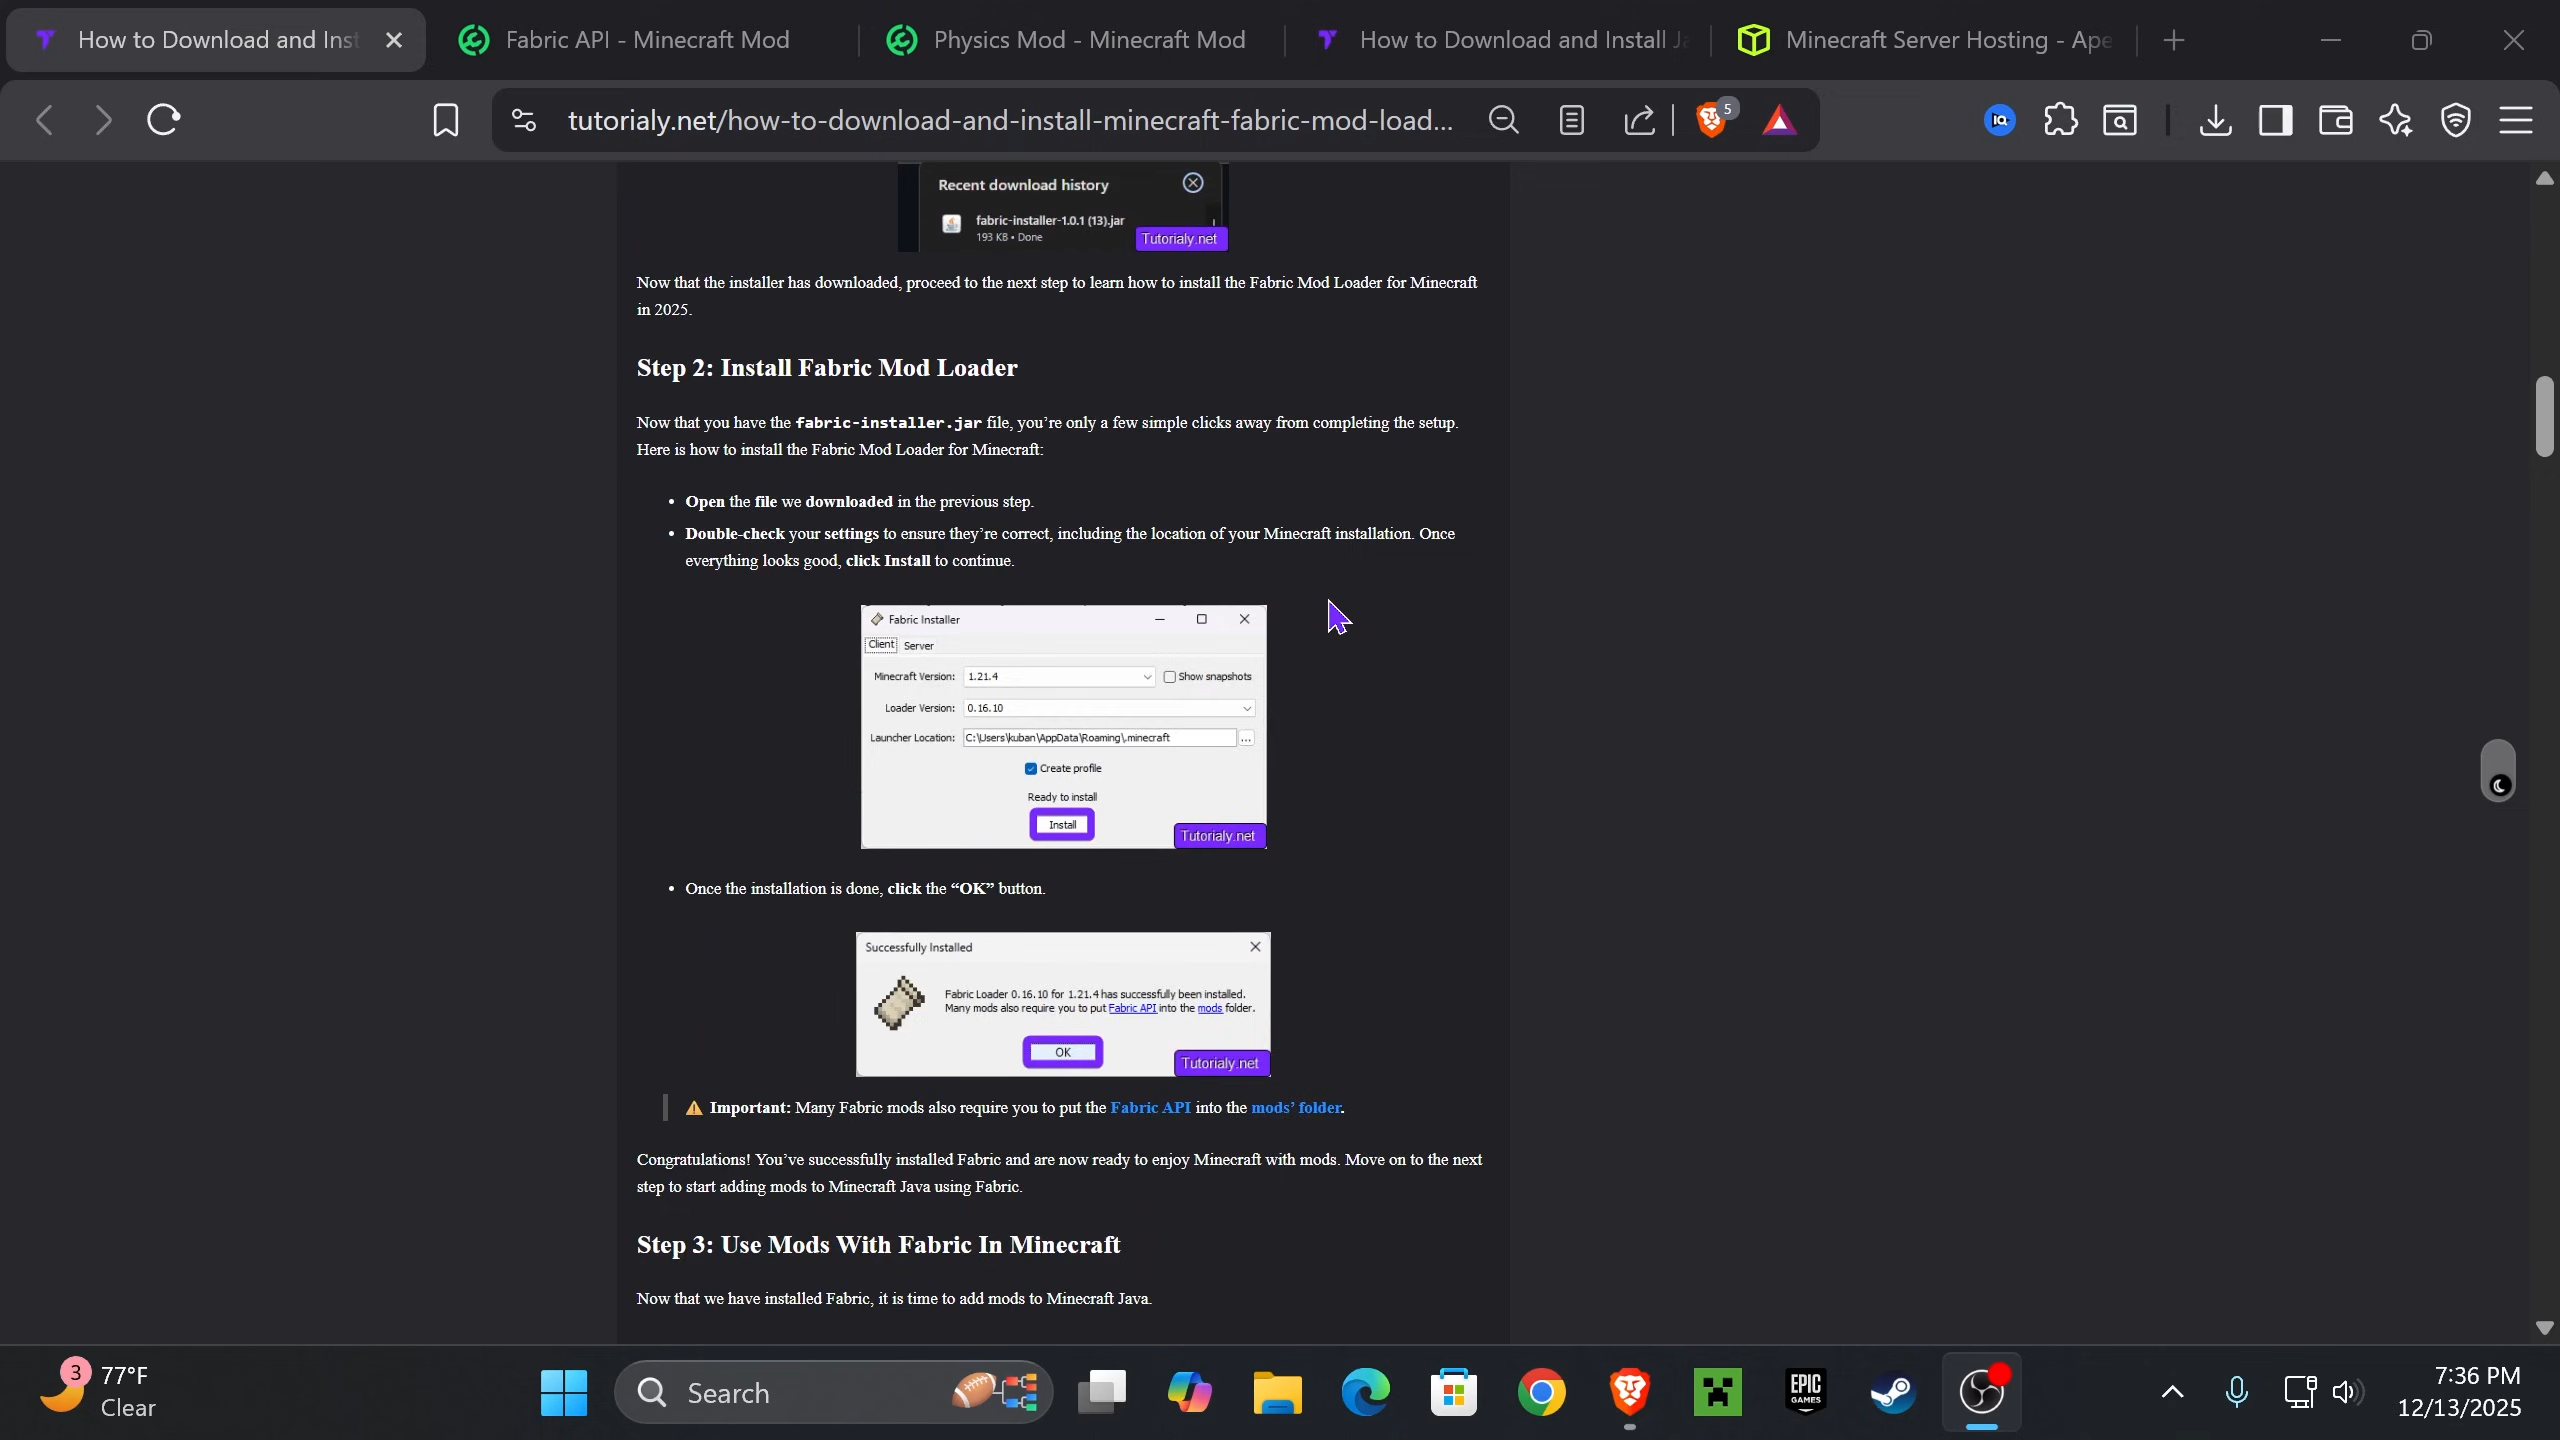 How to Download and Inst
Fabric API - Minecraft Mod
Physics Mod - Minecraft Mod
How to Download and Install Ja
Minecraft Server Hosting - Ape
tutorialy.net/how-to-download-and-install-minecraft-fabric-mod-load...
5
Recent download history
fabric-installer-1.0.1 (13).jar
193 KB • Done
Tutorialy.net
Now that the installer has downloaded, proceed to the next step to learn how to install the Fabric Mod Loader for Minecraft
in 2025.
Step 2: Install Fabric Mod Loader
Now that you have the fabric-installer.jar file, you're only a few simple clicks away from completing the setup.
Here is how to install the Fabric Mod Loader for Minecraft:
• Open the file we downloaded in the previous step.
• Double-check your settings to ensure they're correct, including the location of your Minecraft installation. Once
everything looks good, click Install to continue.
Fabric Installer
Client Server
Minecraft Version: 1.21.4 Show snapshots
Loader Version: 0.16.10
Launcher Location: C:\Users\kuban\AppData\Roaming\.minecraft ...
Create profile
Ready to install
Install
Tutorialy.net
• Once the installation is done, click the “OK” button.
Successfully Installed
Fabric Loader 0.16.10 for 1.21.4 has successfully been installed.
Many mods also require you to put Fabric API into the mods folder.
OK
Tutorialy.net
⚠ Important: Many Fabric mods also require you to put the Fabric API into the mods’ folder.
Congratulations! You’ve successfully installed Fabric and are now ready to enjoy Minecraft with mods. Move on to the next
step to start adding mods to Minecraft Java using Fabric.
Step 3: Use Mods With Fabric In Minecraft
Now that we have installed Fabric, it is time to add mods to Minecraft Java.
3
77°F
Clear
Search
EPIC
GAMES
7:36 PM
12/13/2025